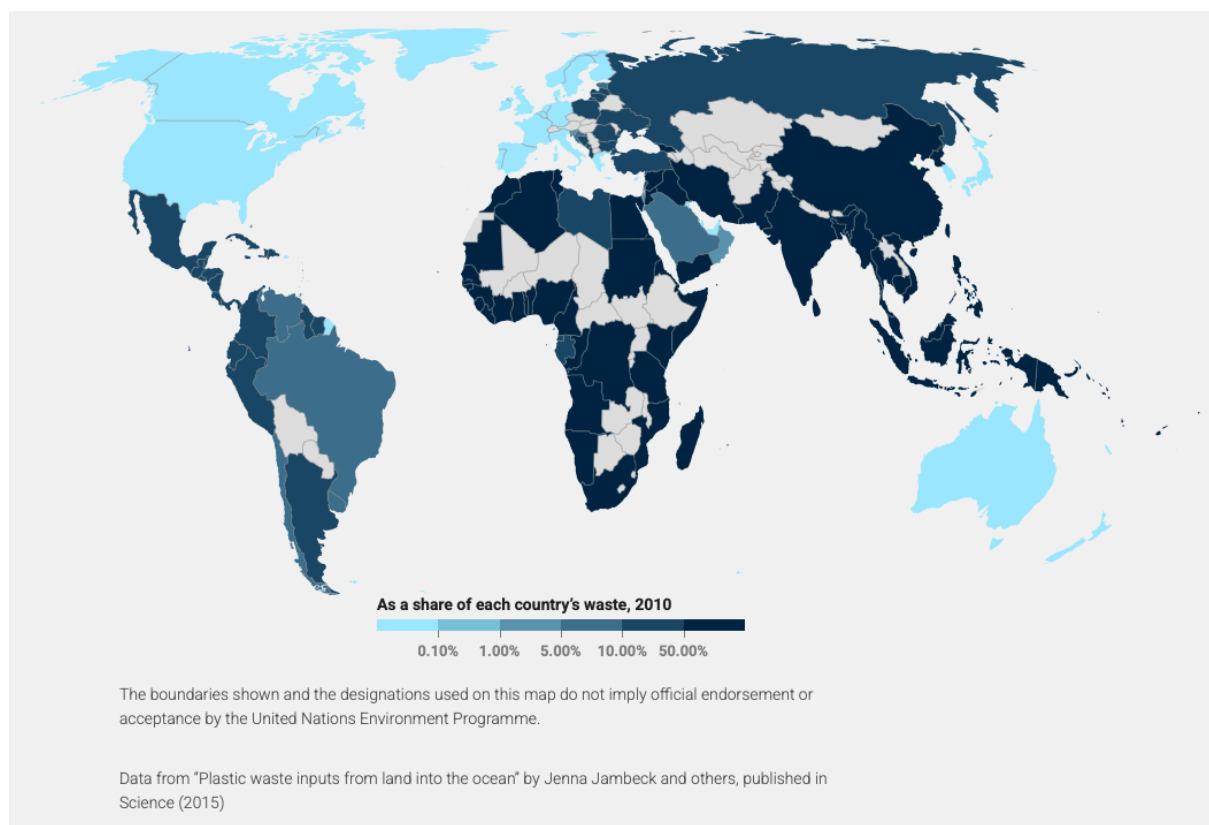 As a share of each country’s waste, 2010
0.10% 1.00% 5.00% 10.00% 50.00%
The boundaries shown and the designations used on this map do not imply official endorsement or
acceptance by the United Nations Environment Programme.
Data from “Plastic waste inputs from land into the ocean” by Jenna Jambeck and others, published in
Science (2015)